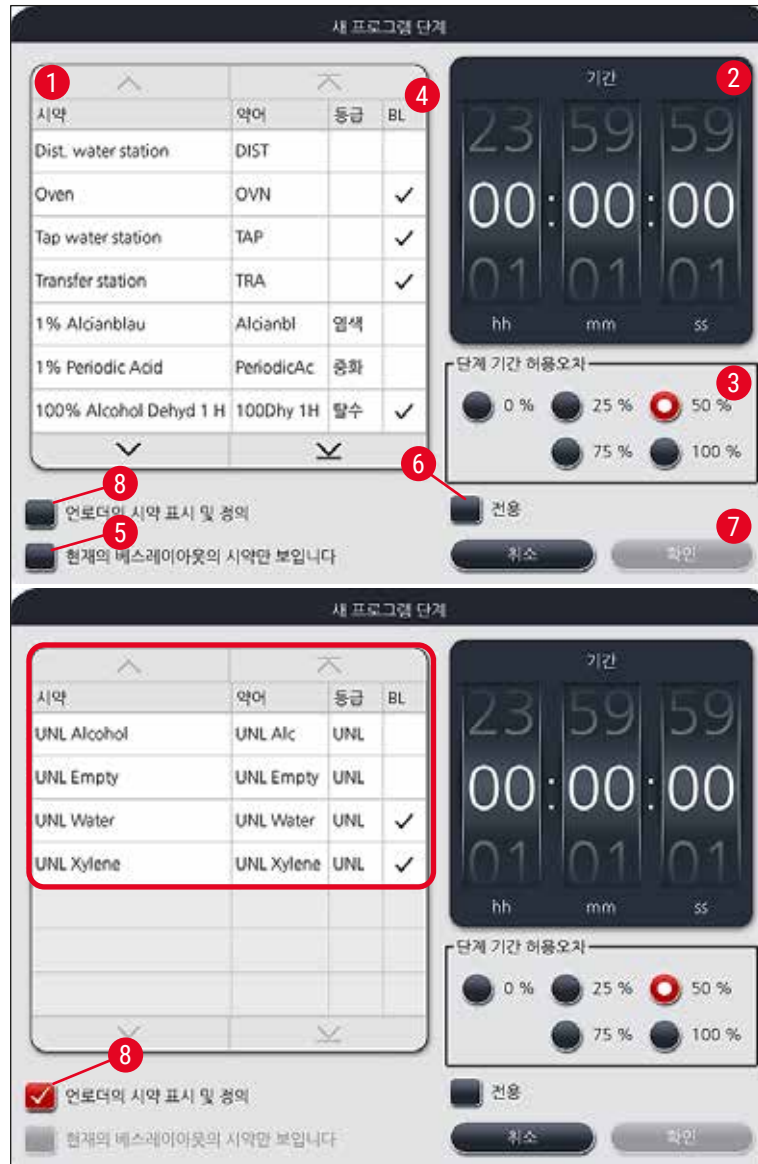 새 프로그램 단계
1
4
시약 약어 등급 BL
Dist. water station DIST
Oven OVN ✓
Tap water station TAP ✓
Transfer station TRA ✓
1% Alcianblau Alcianbl 염색
1% Periodic Acid PeriodicAc 중화
100% Alcohol Dehyd 1 H 100Dhy 1H 탈수 ✓
기간
2
23 59 59
00:00:00
01 01 01
hh mm ss
단계 기간 허용오차
3
0 % 25 % 50 %
75 % 100 %
8
언로더의 시약 표시 및 정의
5
현재의 베스레이아웃의 시약만 보입니다
6
전용
7
취소 확인
새 프로그램 단계
시약 약어 등급 BL
UNL Alcohol UNL Alc UNL
UNL Empty UNL Empty UNL
UNL Water UNL Water UNL ✓
UNL Xylene UNL Xylene UNL ✓
기간
23 59 59
00:00:00
01 01 01
hh mm ss
단계 기간 허용오차
0 % 25 % 50 %
75 % 100 %
8
언로더의 시약 표시 및 정의
현재의 베스레이아웃의 시약만 보입니다
전용
취소 확인